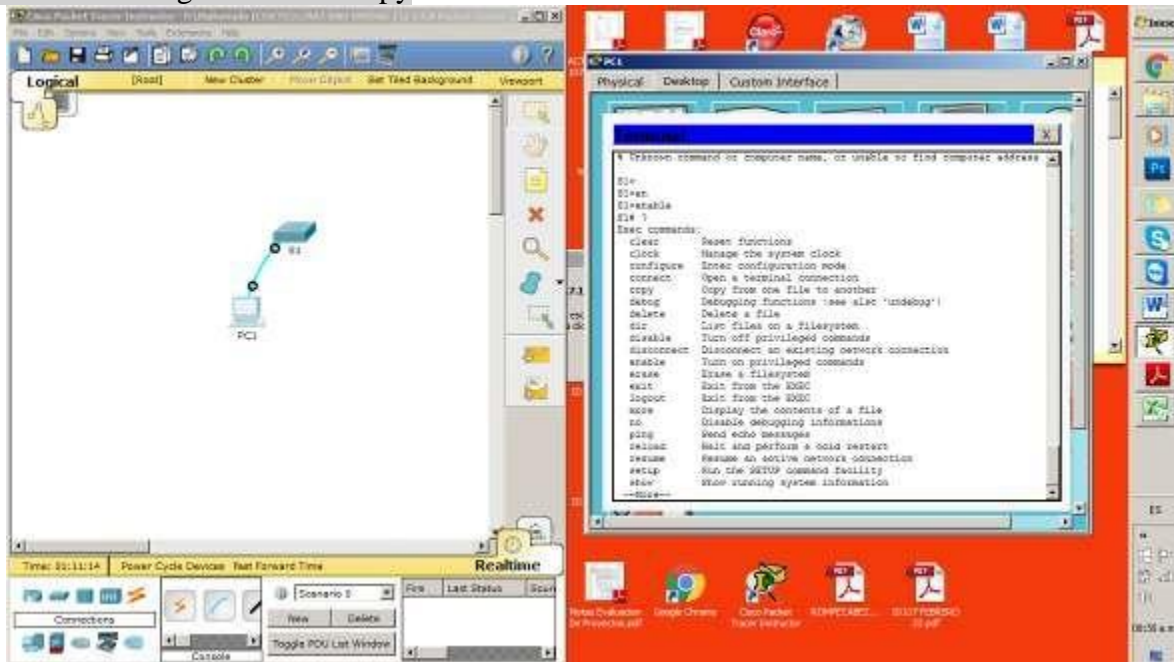 Logical [Root] New Cluster Move Object Set Tiled Background Viewport
S1
PC1
Time: 01:11:14 Power Cycle Devices Fast Forward Time Realtime
Connections
Scenario 0
New Delete
Toggle PDU List Window
Fire Last Status
Console
PC1
Physical Desktop Custom Interface
Terminal
X
% Unknown command or computer name, or unable to find computer address
S1>
S1>en
S1>enable
S1# ?
Exec commands:
clear Reset functions
clock Manage the system clock
configure Enter configuration mode
connect Open a terminal connection
copy Copy from one file to another
debug Debugging functions (see also 'undebug')
delete Delete a file
dir List files on a filesystem
disable Turn off privileged commands
disconnect Disconnect an existing network connection
enable Turn on privileged commands
erase Erase a filesystem
exit Exit from the EXEC
logout Exit from the EXEC
more Display the contents of a file
no Disable debugging informations
ping Send echo messages
reload Halt and perform a cold restart
resume Resume an active network connection
setup Run the SETUP command facility
show Show running system information
--More--
Google Chrome
Cisco Packet Tracer Instructor
Inicio
ES